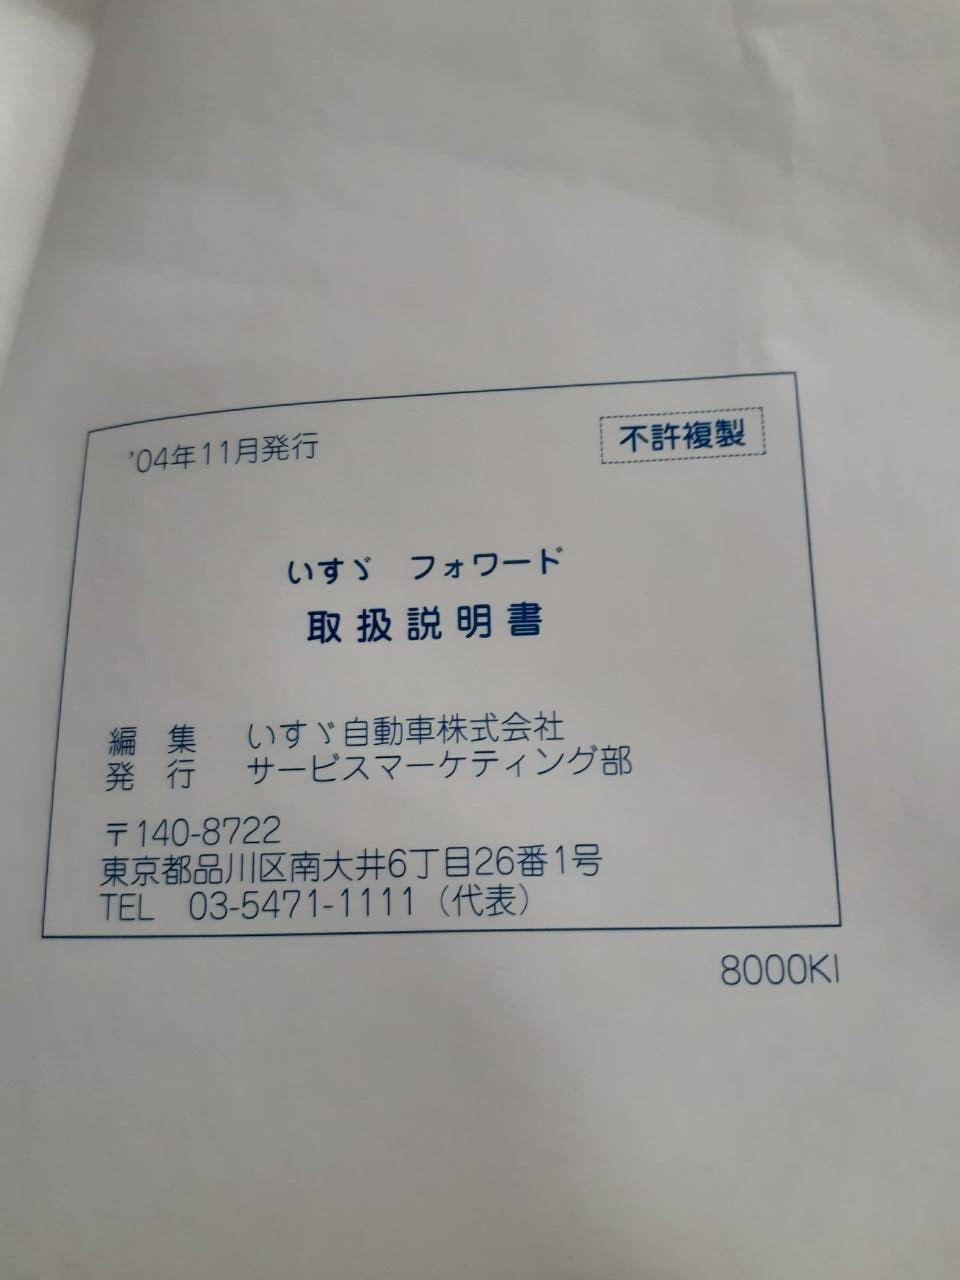 '04年11月発行
不許複製
いすゞ フォワード
取扱説明書
編 集 いすゞ自動車株式会社
発 行 サービスマーケティング部
〒140-8722
東京都品川区南大井6丁目26番1号
TEL 03-5471-1111（代表）
8000KI